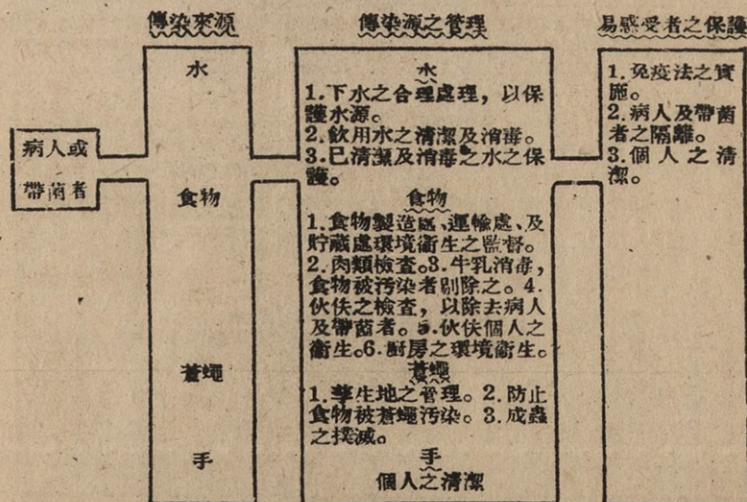 傳染來源
傳染源之管理
易感受者之保護
病人或
帶菌者
水
食物
蒼蠅
手
水
1.下水之合理處理，以保
護水源。
2.飲用水之清潔及消毒。
3.已清潔及消毒之水之保
護。
食物
1.食物製造處、運輸處、及
貯藏處環境衞生之監督。
2.肉類檢查。3.牛乳消毒，
食物被汚染者剔除之。4.
伙伕之檢查，以除去病人
及帶菌者。5.伙伕個人之
衞生。6.厨房之環境衞生。
蒼蠅
1.孳生地之管理。2.防止
食物被蒼蠅汚染。3.成蟲
之撲滅。
手
個人之清潔
1.免疫法之實
施。
2.病人及帶菌
者之隔離。
3.個人之清
潔。